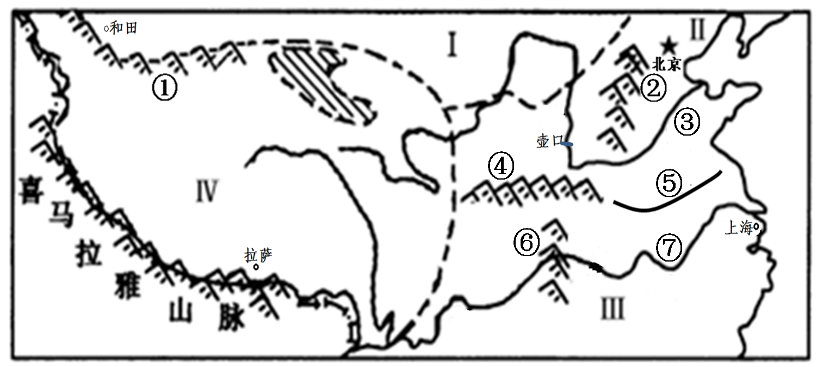 和田
Ⅰ
Ⅱ
北京
①
②
③
壶口
④
⑤
Ⅳ
喜马拉雅山脉
拉萨
⑥
⑦
上海
Ⅲ